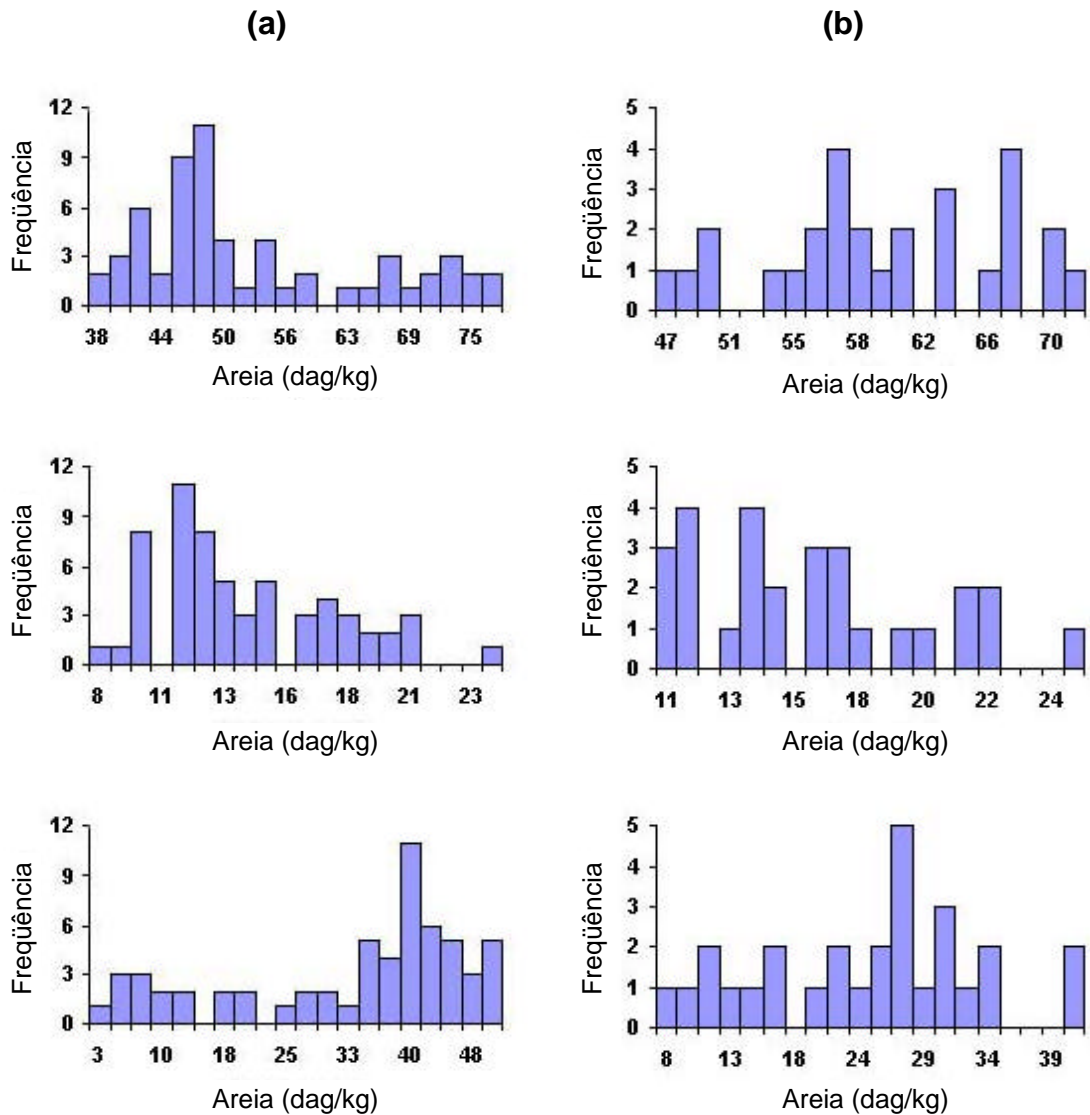 (a)
(b)
Freqüência
12
9
6
3
0
38 44 50 56 63 69 75
Areia (dag/kg)
Freqüência
5
4
3
2
1
0
47 51 55 58 62 66 70
Areia (dag/kg)
Freqüência
12
9
6
3
0
8 11 13 16 18 21 23
Areia (dag/kg)
Freqüência
5
4
3
2
1
0
11 13 15 18 20 22 24
Areia (dag/kg)
Freqüência
12
9
6
3
0
3 10 18 25 33 40 48
Areia (dag/kg)
Freqüência
5
4
3
2
1
0
8 13 18 24 29 34 39
Areia (dag/kg)